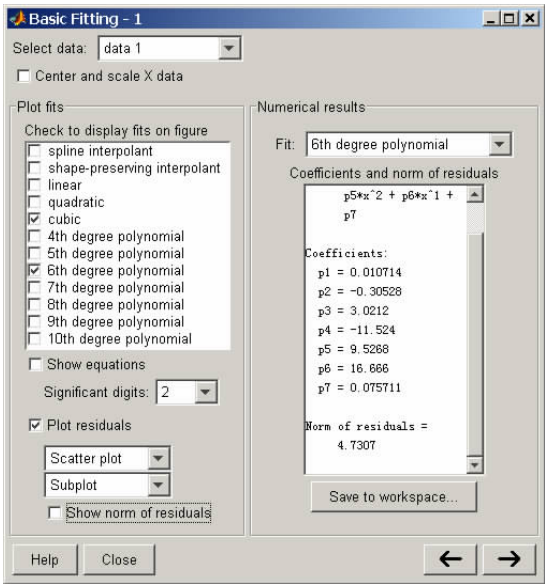 Basic Fitting - 1
Select data: data 1
Center and scale X data
Plot fits
Check to display fits on figure
spline interpolant
shape-preserving interpolant
linear
quadratic
cubic
4th degree polynomial
5th degree polynomial
6th degree polynomial
7th degree polynomial
8th degree polynomial
9th degree polynomial
10th degree polynomial
Show equations
Significant digits: 2
Plot residuals
Scatter plot
Subplot
Show norm of residuals
Numerical results
Fit: 6th degree polynomial
Coefficients and norm of residuals
p5*x^2 + p6*x^1 +
p7
Coefficients:
p1 = 0.010714
p2 = -0.30528
p3 = 3.0212
p4 = -11.524
p5 = 9.5268
p6 = 16.666
p7 = 0.075711
Norm of residuals =
4.7307
Save to workspace...
Help Close